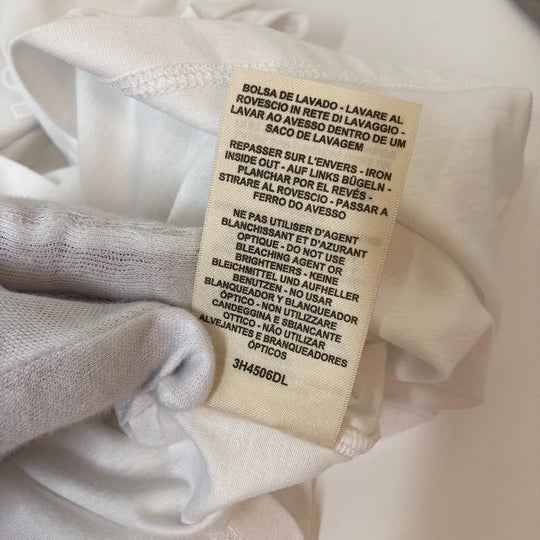 BOLSA DE LAVADO - LAVARE AL
ROVESCIO IN RETE DI LAVAGGIO -
LAVAR AO AVESSO DENTRO DE UM
SACO DE LAVAGEM
REPASSER SUR L'ENVERS - IRON
INSIDE OUT - AUF LINKS BÜGELN -
PLANCHAR POR EL REVÉS -
STIRARE AL ROVESCIO - PASSAR A
FERRO DO AVESSO
NE PAS UTILISER D'AGENT
BLANCHISSANT ET D'AZURANT
OPTIQUE - DO NOT USE
BLEACHING AGENT OR
BRIGHTENERS - KEINE
BLEICHMITTEL UND AUFHELLER
BENUTZEN - NO USAR
BLANQUEADOR Y BLANQUEADOR
ÓPTICO - NON UTILIZZARE
CANDEGGINA E SBIANCANTE
OTTICO - NÃO UTILIZAR
ALVEJANTES E BRANQUEADORES
ÓPTICOS
3H4506DL